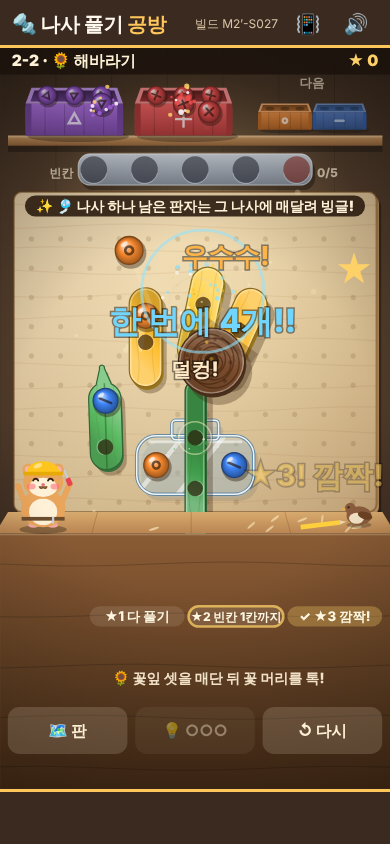 나사 풀기 공방
빌드 M2'-S027
2-2 · 해바라기
★ 0
다음
빈칸
0/5
나사 하나 남은 판자는 그 나사에 매달려 빙글!
우수수!
한 번에 4개!!
덜컹!
★3! 깜짝!
★1 다 풀기
★2 빈칸 1칸까지
✓ ★3 깜짝!
꽃잎 셋을 매단 뒤 꽃 머리를 톡!
판
다시